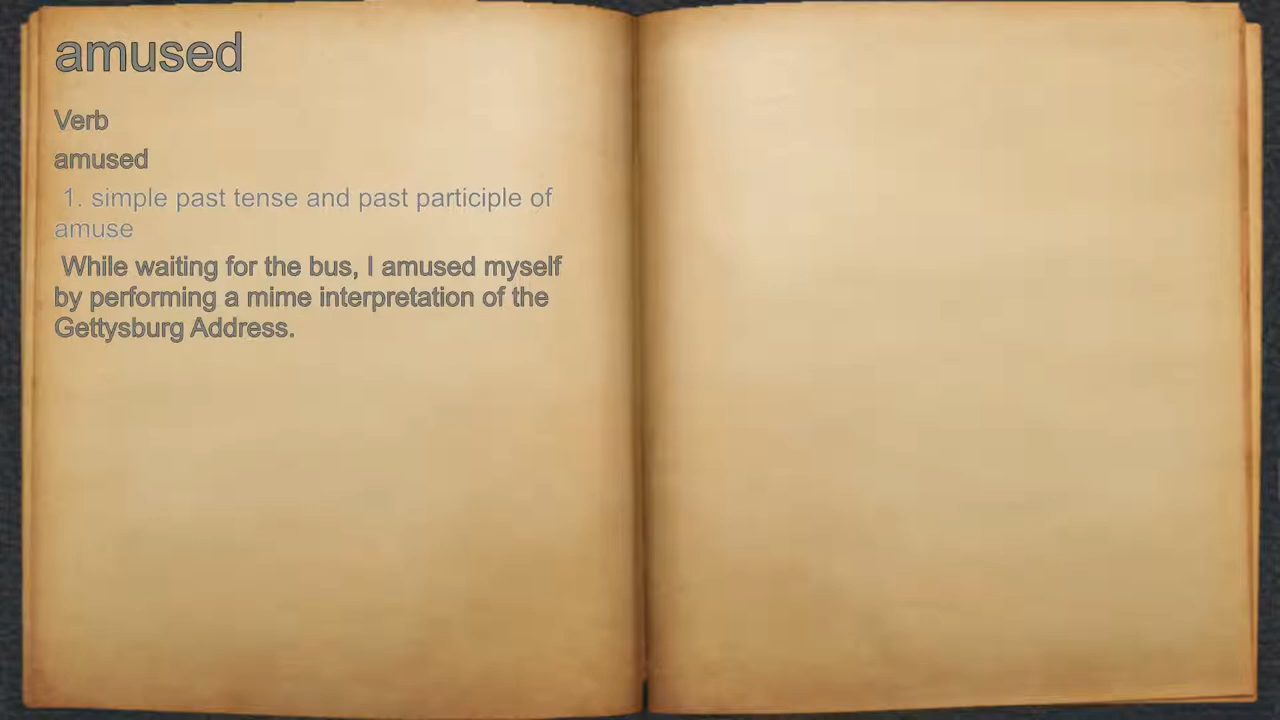 amused
Verb
amused
1. simple past tense and past participle of
amuse
While waiting for the bus, I amused myself
by performing a mime interpretation of the
Gettysburg Address.